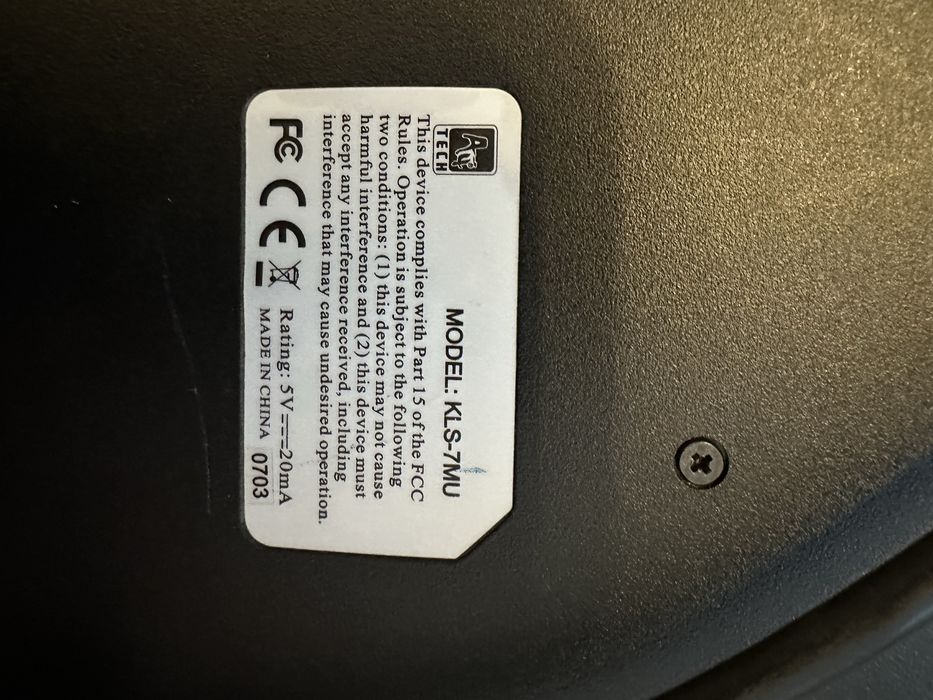 A4
TECH
MODEL: KLS-7MU
This device complies with Part 15 of the FCC
Rules. Operation is subject to the following
two conditions: (1) this device may not cause
harmful interference and (2) this device must
accept any interference received, including
interference that may cause undesired operation.
FC CE Rating: 5V⎓20mA
MADE IN CHINA 0703